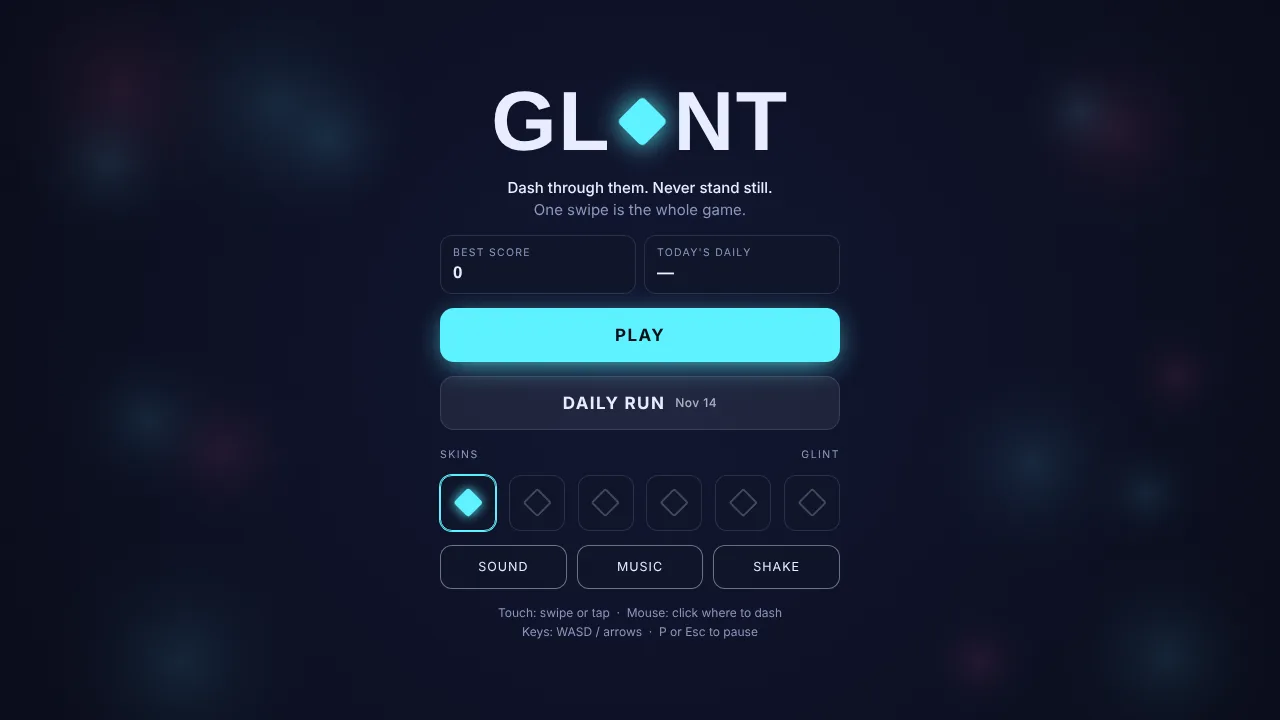 GL NT
Dash through them. Never stand still.
One swipe is the whole game.
BEST SCORE
0
TODAY'S DAILY
—
PLAY
DAILY RUN Nov 14
SKINS
GLINT
SOUND
MUSIC
SHAKE
Touch: swipe or tap · Mouse: click where to dash
Keys: WASD / arrows · P or Esc to pause